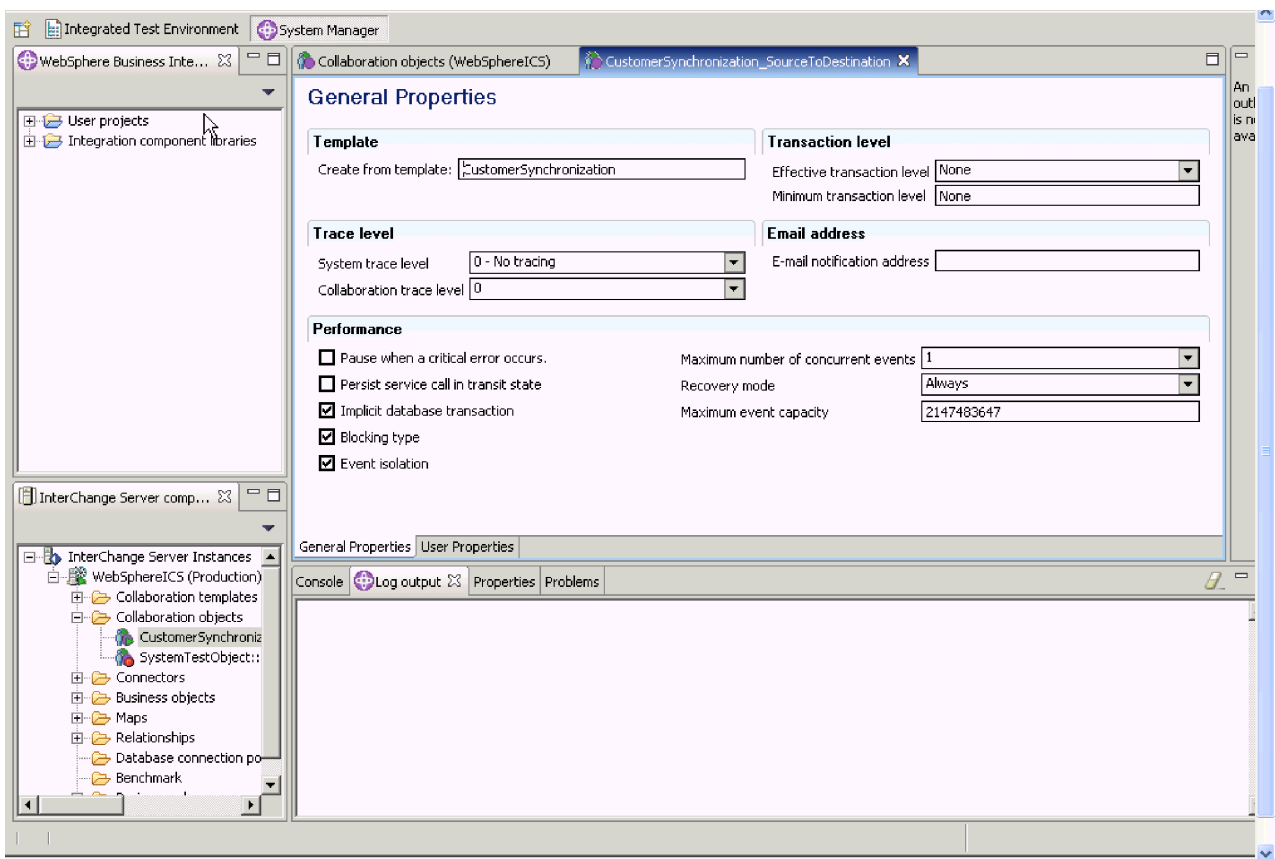 Integrated Test Environment System Manager
WebSphere Business Inte...
User projects
Integration component libraries
Collaboration objects (WebSphereICS) CustomerSynchronization_SourceToDestination
General Properties
Template
Create from template: CustomerSynchronization
Transaction level
Effective transaction level None
Minimum transaction level None
Trace level
System trace level 0 - No tracing
Collaboration trace level 0
Email address
E-mail notification address
Performance
Pause when a critical error occurs.
Persist service call in transit state
Implicit database transaction
Blocking type
Event isolation
Maximum number of concurrent events 1
Recovery mode Always
Maximum event capacity 2147483647
General Properties User Properties
An
outl
is n
ava
InterChange Server comp...
InterChange Server Instances
WebSphereICS (Production)
Collaboration templates
Collaboration objects
CustomerSynchroniz
SystemTestObject::
Connectors
Business objects
Maps
Relationships
Database connection po
Benchmark
Console Log output Properties Problems